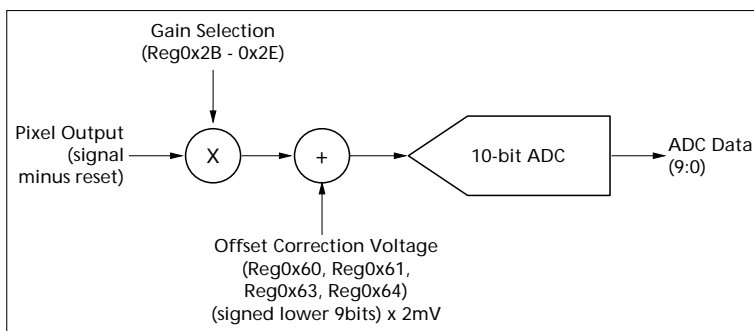 Gain Selection
(Reg0x2B - 0x2E)
Pixel Output
(signal
minus reset)
X
+
10-bit ADC
ADC Data
(9:0)
Offset Correction Voltage
(Reg0x60, Reg0x61,
Reg0x63, Reg0x64)
(signed lower 9bits) x 2mV